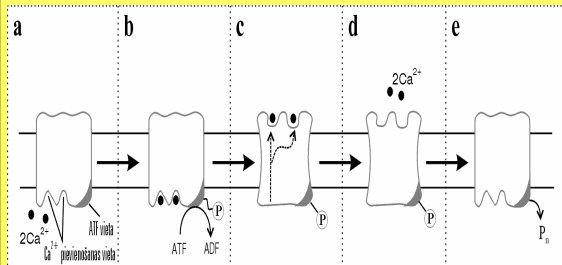 a
b
c
d
e
2Ca²⁺
2Ca²⁺
ATF vieta
Ca²⁺ pievienošanas vieta
P
ATF
ADF
P
P
Pn